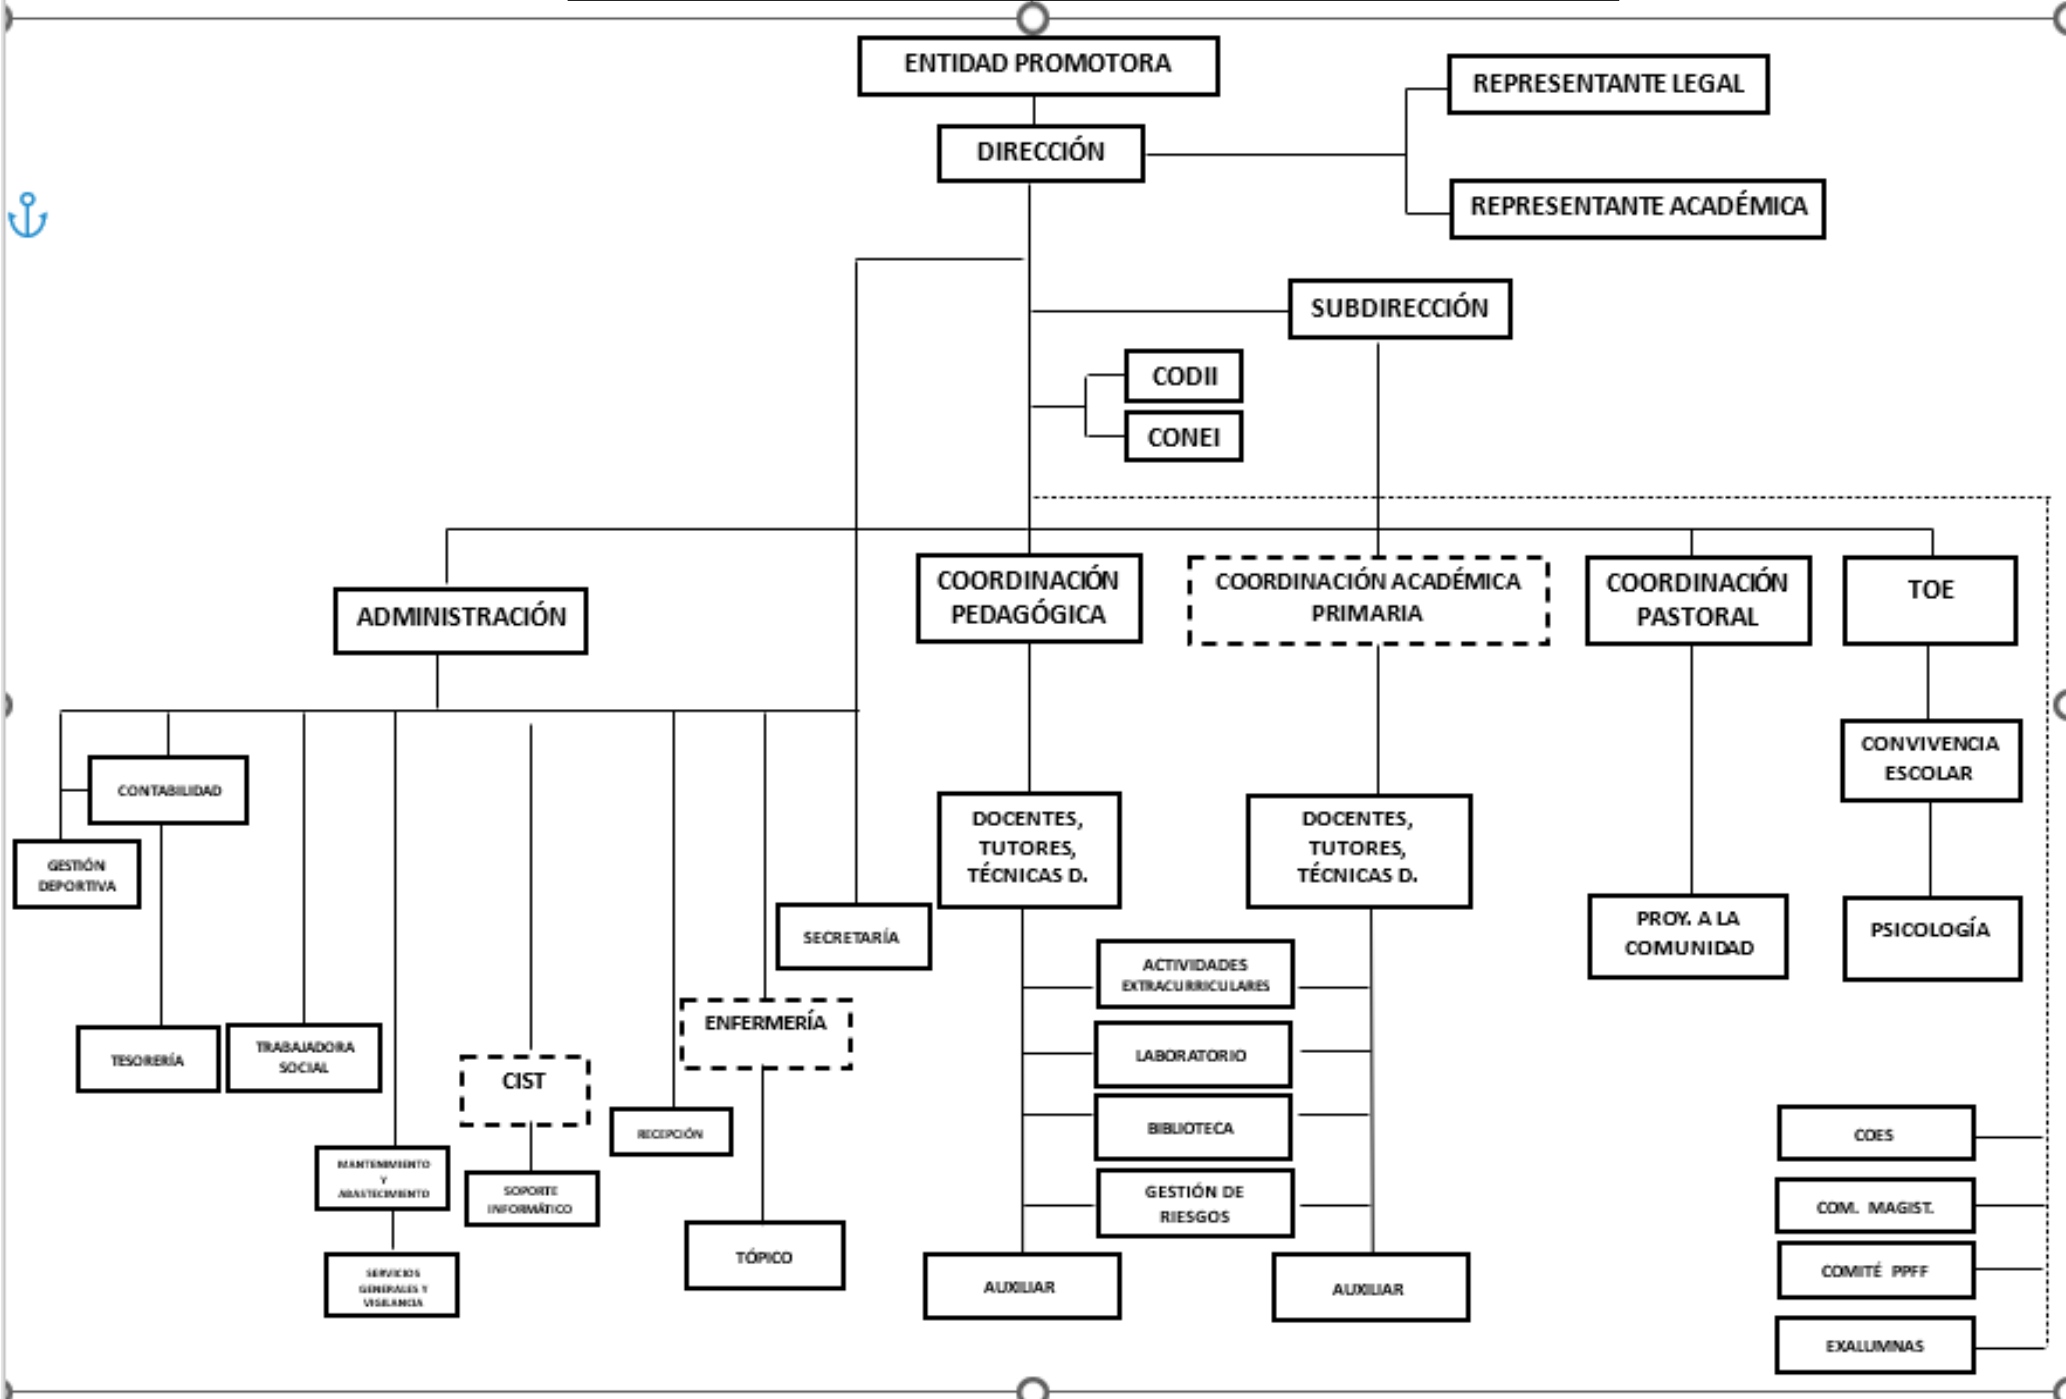 ENTIDAD PROMOTORA
REPRESENTANTE LEGAL
DIRECCIÓN
REPRESENTANTE ACADÉMICA
SUBDIRECCIÓN
CODII
CONEI
ADMINISTRACIÓN
COORDINACIÓN
PEDAGÓGICA
COORDINACIÓN ACADÉMICA
PRIMARIA
COORDINACIÓN
PASTORAL
TOE
CONTABILIDAD
GESTIÓN
DEPORTIVA
CONVIVENCIA
ESCOLAR
DOCENTES,
TUTORES,
TÉCNICAS D.
DOCENTES,
TUTORES,
TÉCNICAS D.
SECRETARÍA
PROY. A LA
COMUNIDAD
PSICOLOGÍA
ACTIVIDADES
EXTRACURRICULARES
ENFERMERÍA
TESORERÍA
TRABAJADORA
SOCIAL
CIST
LABORATORIO
RECEPCIÓN
BIBLIOTECA
COES
MANTENIMIENTO
Y
ABASTECIMIENTO
SOPORTE
INFORMÁTICO
GESTIÓN DE
RIESGOS
COM. MAGIST.
SERVICIOS
GENERALES Y
VIGILANCIA
TÓPICO
AUXILIAR
AUXILIAR
COMITÉ PPFF
EXALUMNAS